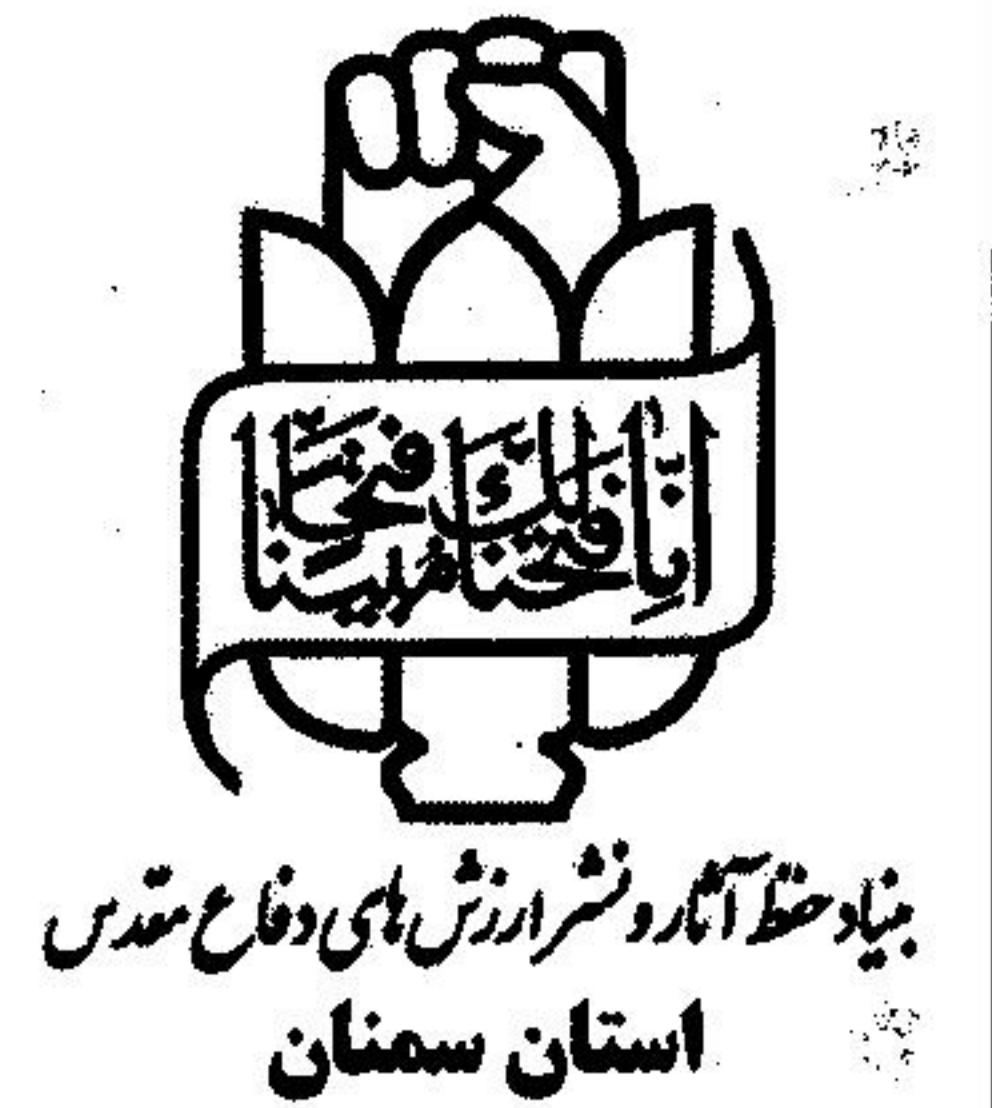 إِنَّا فَتَحْنَا لَكَ فَتْحًا مُبِينًا
بنیاد حفظ آثار و نشر ارزش های دفاع مقدس
استان سمنان